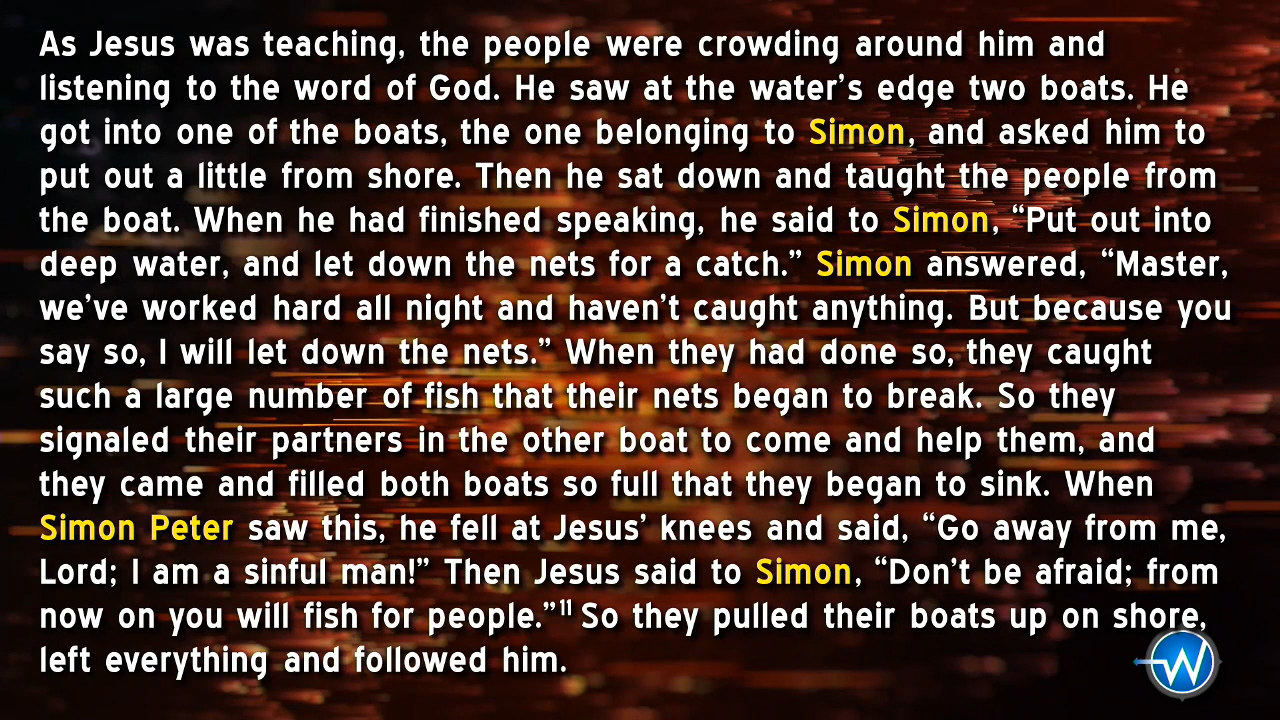 As Jesus was teaching, the people were crowding around him and
listening to the word of God. He saw at the water’s edge two boats. He
got into one of the boats, the one belonging to Simon, and asked him to
put out a little from shore. Then he sat down and taught the people from
the boat. When he had finished speaking, he said to Simon, “Put out into
deep water, and let down the nets for a catch.” Simon answered, “Master,
we’ve worked hard all night and haven’t caught anything. But because you
say so, I will let down the nets.” When they had done so, they caught
such a large number of fish that their nets began to break. So they
signaled their partners in the other boat to come and help them, and
they came and filled both boats so full that they began to sink. When
Simon Peter saw this, he fell at Jesus’ knees and said, “Go away from me,
Lord; I am a sinful man!” Then Jesus said to Simon, “Don’t be afraid; from
now on you will fish for people.”¹¹ So they pulled their boats up on shore,
left everything and followed him.
W